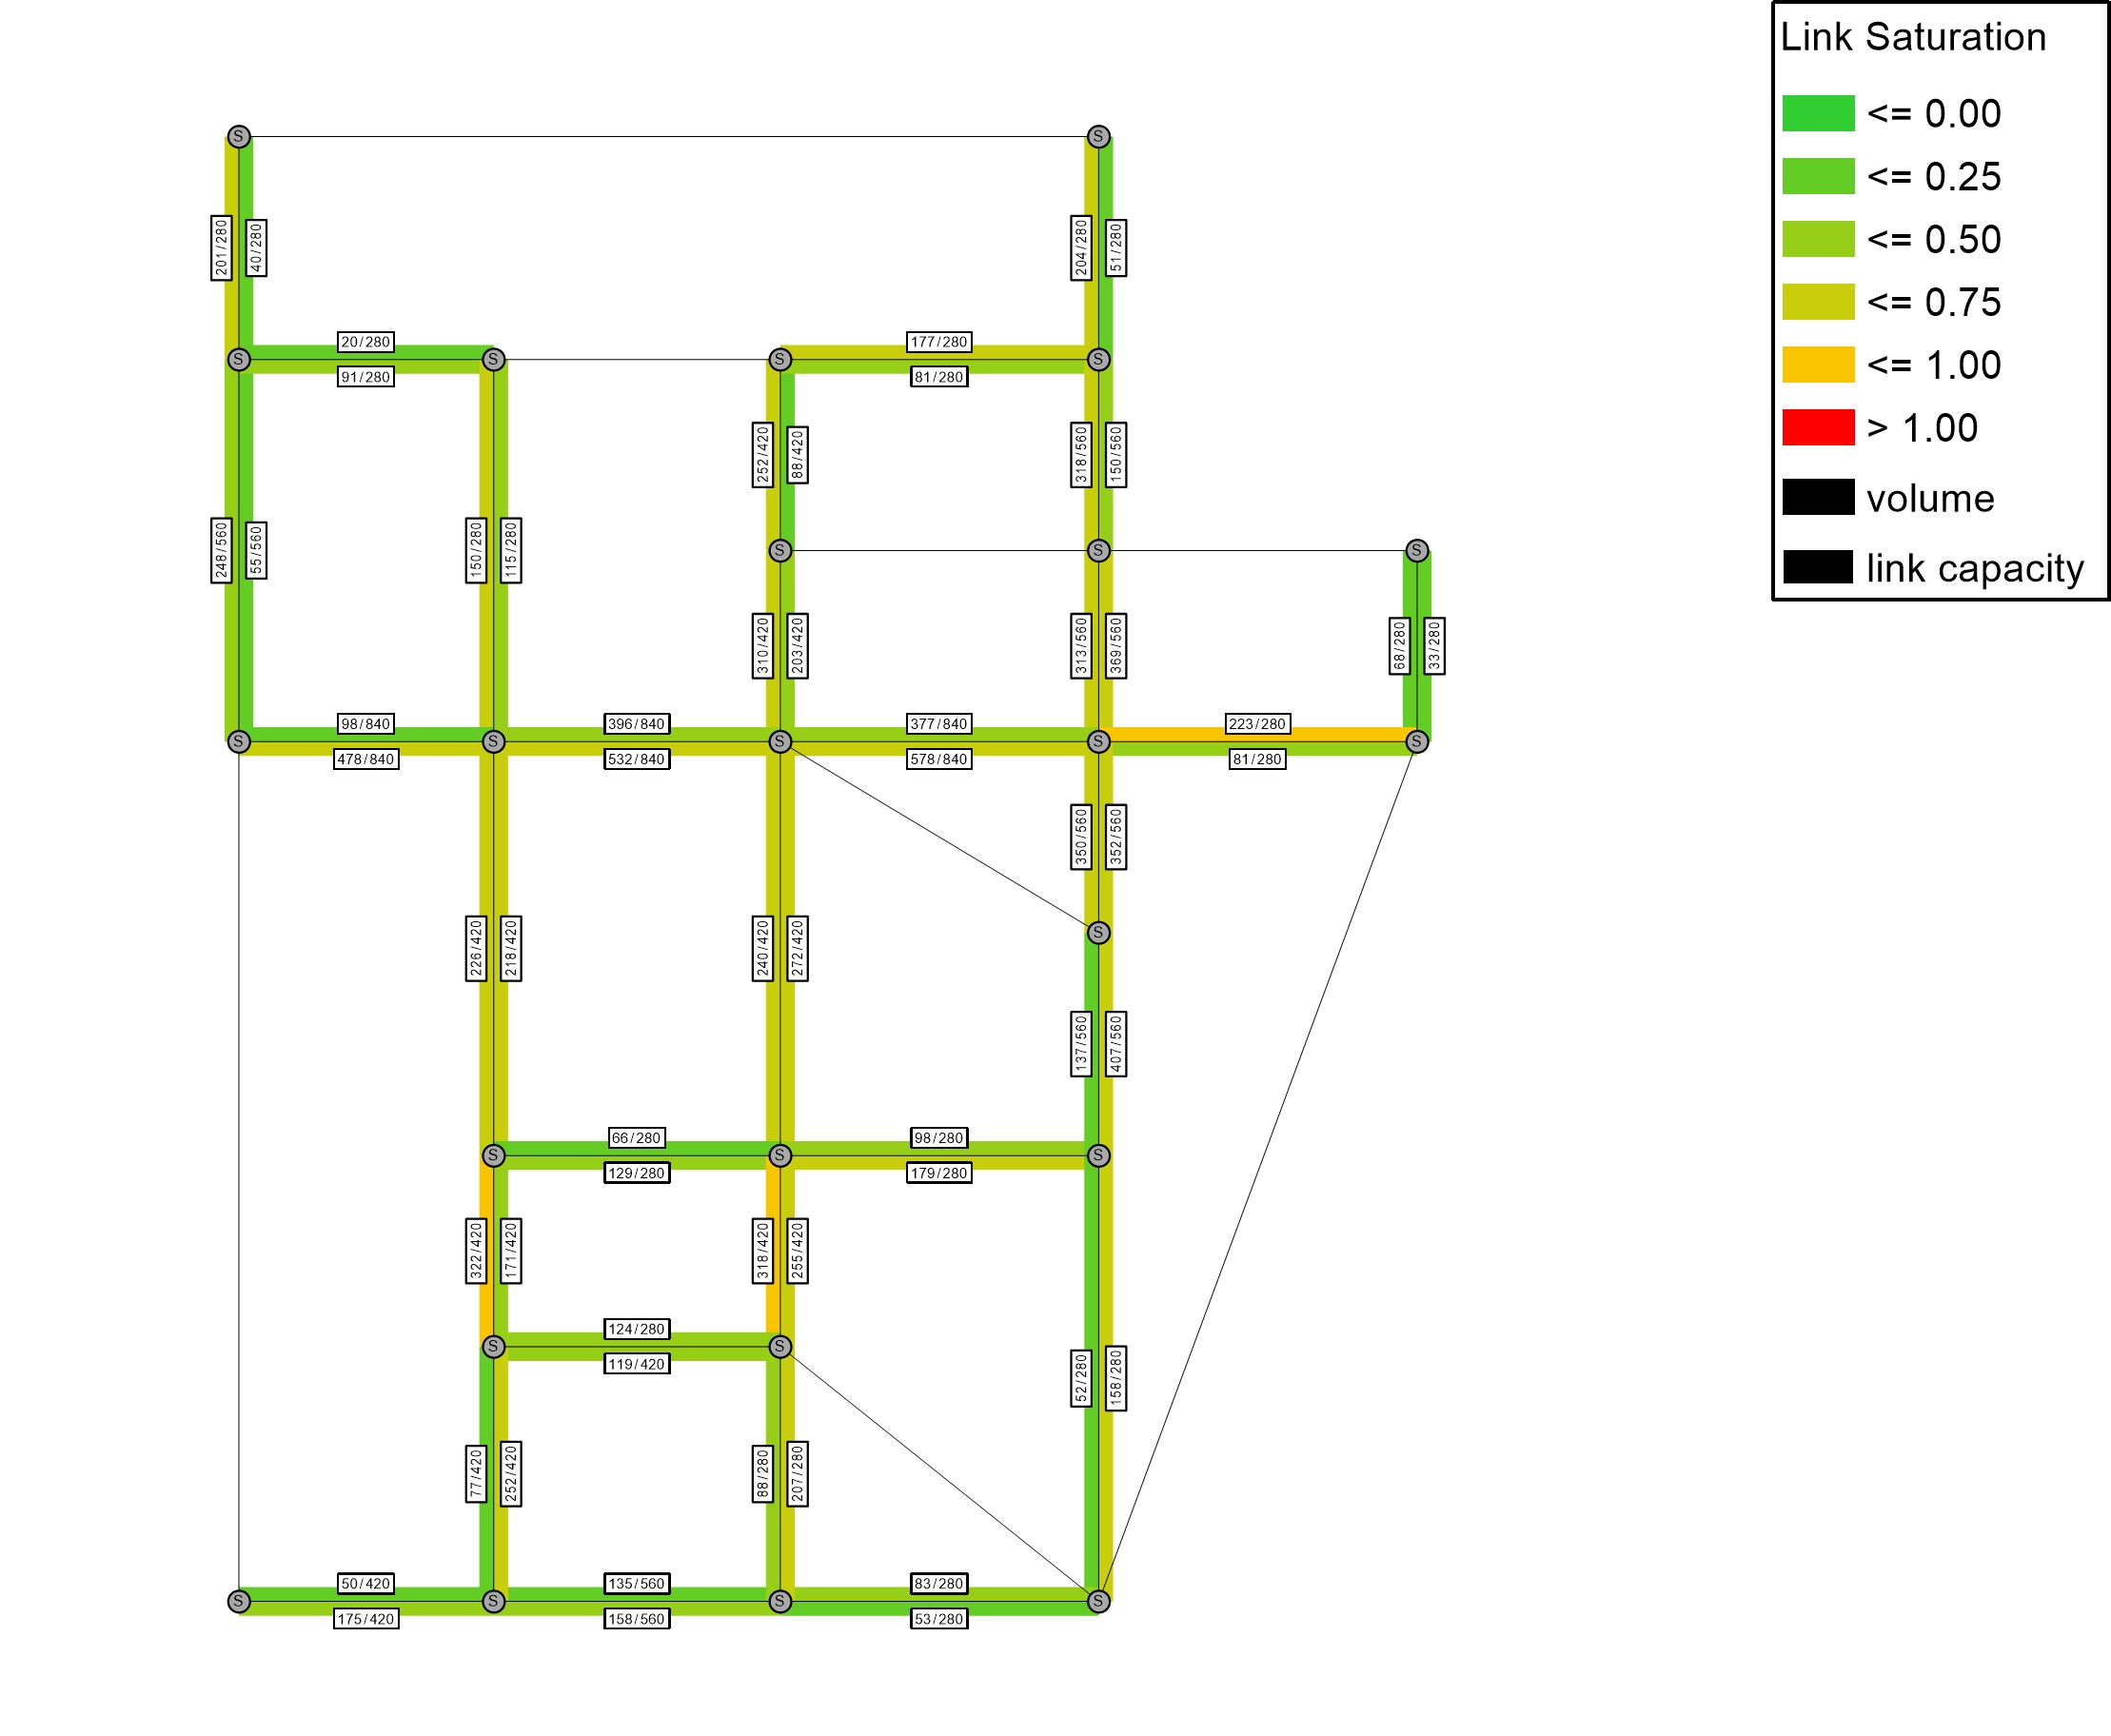 Link Saturation
<= 0.00
<= 0.25
<= 0.50
<= 0.75
<= 1.00
> 1.00
volume
link capacity
S
S
201/280
40/280
204/280
51/280
20/280
177/280
S
S
S
S
91/280
81/280
252/420
88/420
318/560
150/560
248/560
55/560
150/280
115/280
S
S
S
310/420
203/420
313/560
369/560
68/280
33/280
98/840
396/840
377/840
223/280
S
S
S
S
S
478/840
532/840
578/840
81/280
350/560
352/560
S
226/420
218/420
240/420
272/420
137/560
407/560
66/280
98/280
S
S
S
129/280
179/280
322/420
171/420
318/420
255/420
124/280
S
S
119/420
52/280
158/280
77/420
252/420
88/280
207/280
50/420
135/560
83/280
S
S
S
S
175/420
158/560
53/280